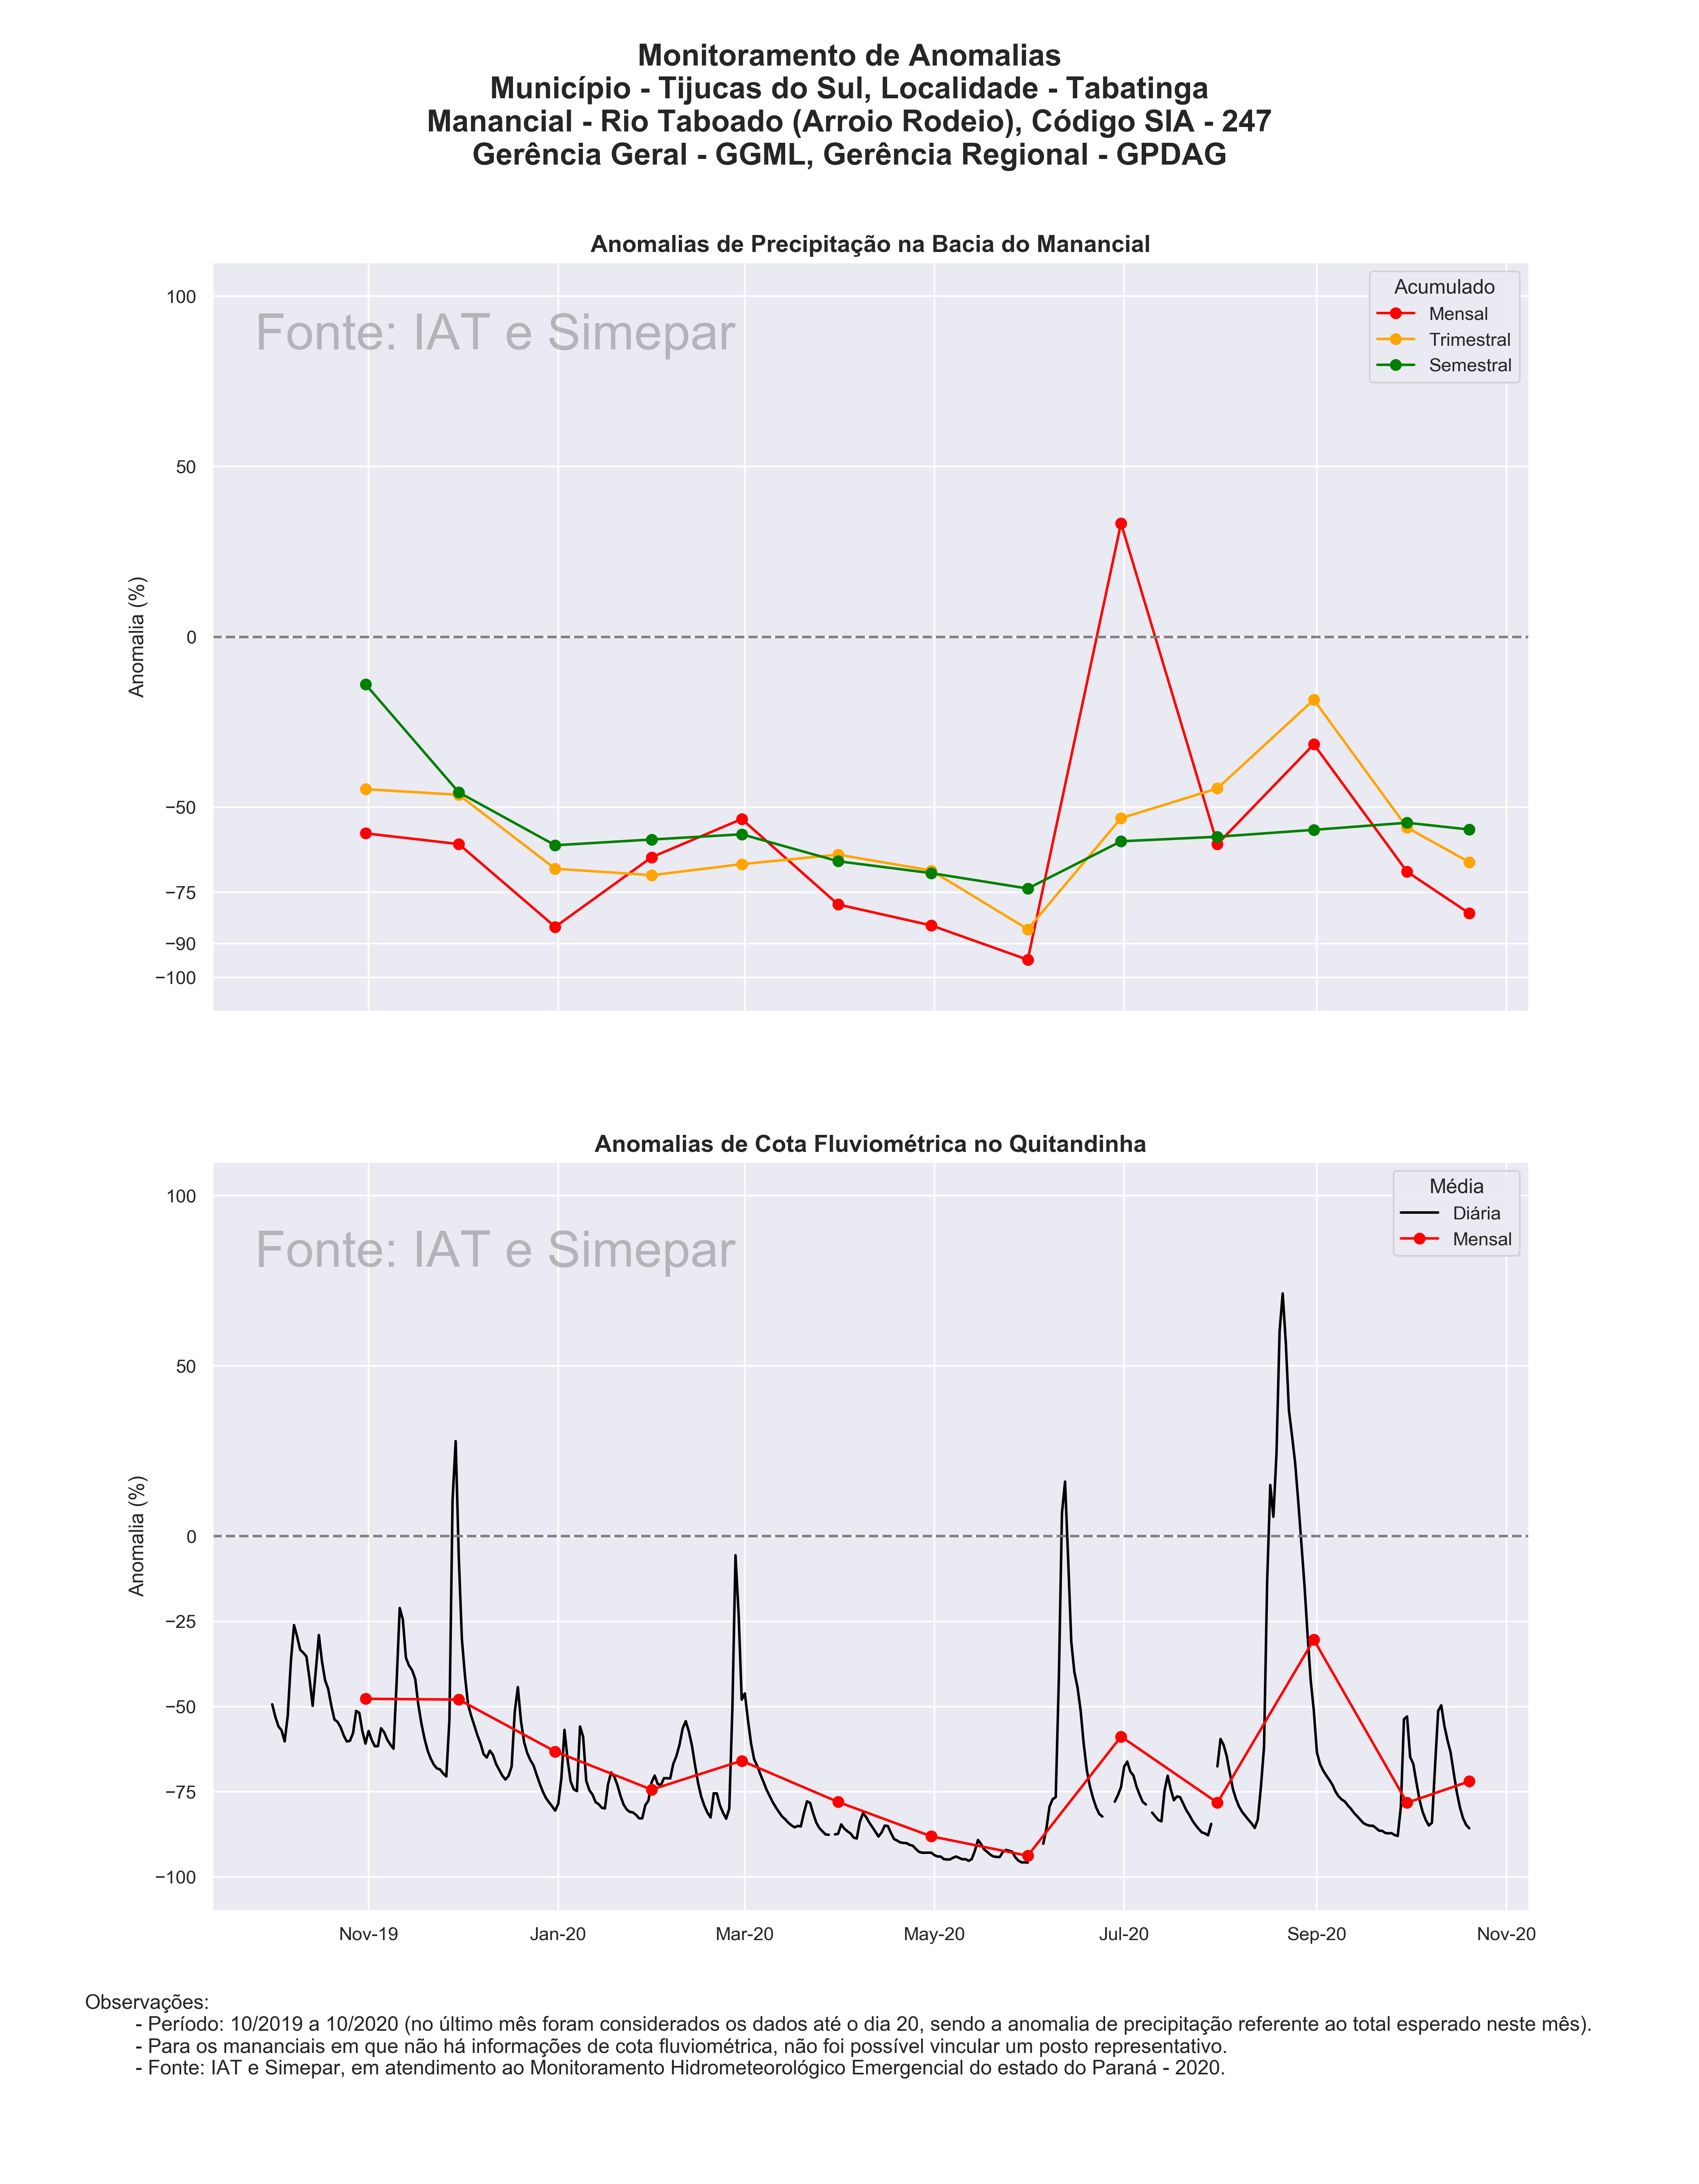 Monitoramento de Anomalias
Município - Tijucas do Sul, Localidade - Tabatinga
Manancial - Rio Taboado (Arroio Rodeio), Código SIA - 247
Gerência Geral - GGML, Gerência Regional - GPDAG
Anomalias de Precipitação na Bacia do Manancial
Fonte: IAT e Simepar
Acumulado
Mensal
Trimestral
Semestral
Anomalia (%)
100
50
0
−50
−75
−90
−100
Anomalias de Cota Fluviométrica no Quitandinha
Fonte: IAT e Simepar
Média
Diária
Mensal
Anomalia (%)
100
50
0
−25
−50
−75
−100
Nov-19 Jan-20 Mar-20 May-20 Jul-20 Sep-20 Nov-20
Observações:
- Período: 10/2019 a 10/2020 (no último mês foram considerados os dados até o dia 20, sendo a anomalia de precipitação referente ao total esperado neste mês).
- Para os mananciais em que não há informações de cota fluviométrica, não foi possível vincular um posto representativo.
- Fonte: IAT e Simepar, em atendimento ao Monitoramento Hidrometeorológico Emergencial do estado do Paraná - 2020.